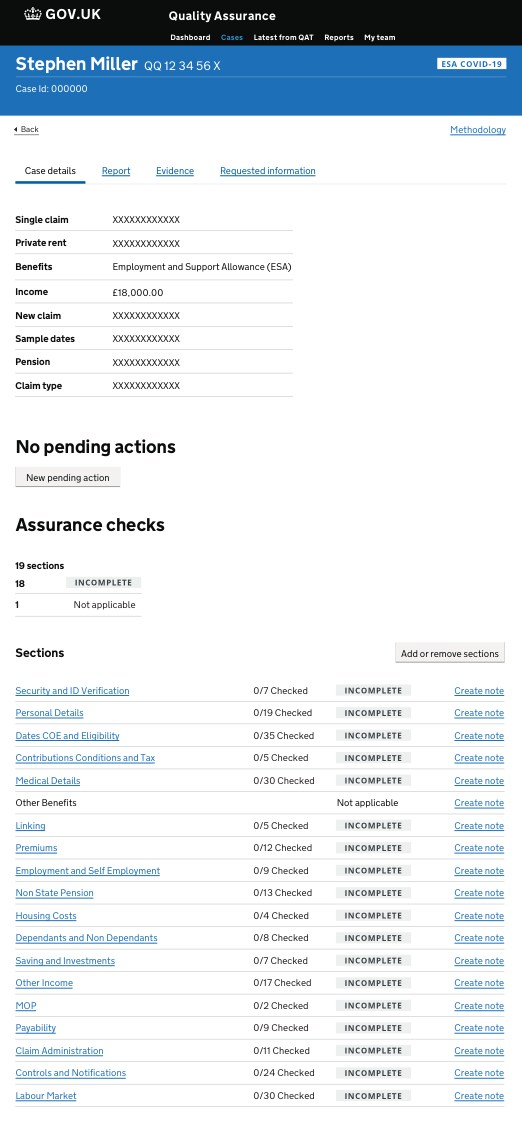 GOV.UK
Quality Assurance
Dashboard Cases Latest from QAT Reports My team
Stephen Miller QQ 12 34 56 X ESA COVID-19
Case Id: 000000
Back Methodology
Case details Report Evidence Requested information
Single claim XXXXXXXXXXXX
Private rent XXXXXXXXXXXX
Benefits Employment and Support Allowance (ESA)
Income £18,000.00
New claim XXXXXXXXXXXX
Sample dates XXXXXXXXXXXX
Pension XXXXXXXXXXXX
Claim type XXXXXXXXXXXX
No pending actions
New pending action
Assurance checks
19 sections
18 INCOMPLETE
1 Not applicable
Sections Add or remove sections
Security and ID Verification 0/7 Checked INCOMPLETE Create note
Personal Details 0/19 Checked INCOMPLETE Create note
Dates COE and Eligibility 0/35 Checked INCOMPLETE Create note
Contributions Conditions and Tax 0/5 Checked INCOMPLETE Create note
Medical Details 0/30 Checked INCOMPLETE Create note
Other Benefits Not applicable Create note
Linking 0/5 Checked INCOMPLETE Create note
Premiums 0/12 Checked INCOMPLETE Create note
Employment and Self Employment 0/9 Checked INCOMPLETE Create note
Non State Pension 0/13 Checked INCOMPLETE Create note
Housing Costs 0/4 Checked INCOMPLETE Create note
Dependants and Non Dependants 0/8 Checked INCOMPLETE Create note
Saving and Investments 0/7 Checked INCOMPLETE Create note
Other Income 0/17 Checked INCOMPLETE Create note
MOP 0/2 Checked INCOMPLETE Create note
Payability 0/9 Checked INCOMPLETE Create note
Claim Administration 0/11 Checked INCOMPLETE Create note
Controls and Notifications 0/24 Checked INCOMPLETE Create note
Labour Market 0/30 Checked INCOMPLETE Create note